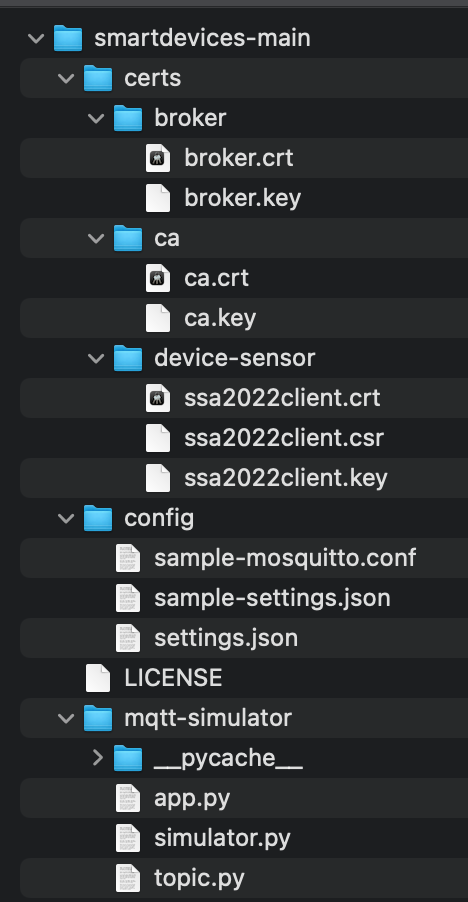 smartdevices-main
certs
broker
broker.crt
broker.key
ca
ca.crt
ca.key
device-sensor
ssa2022client.crt
ssa2022client.csr
ssa2022client.key
config
sample-mosquitto.conf
sample-settings.json
settings.json
LICENSE
mqtt-simulator
__pycache__
app.py
simulator.py
topic.py